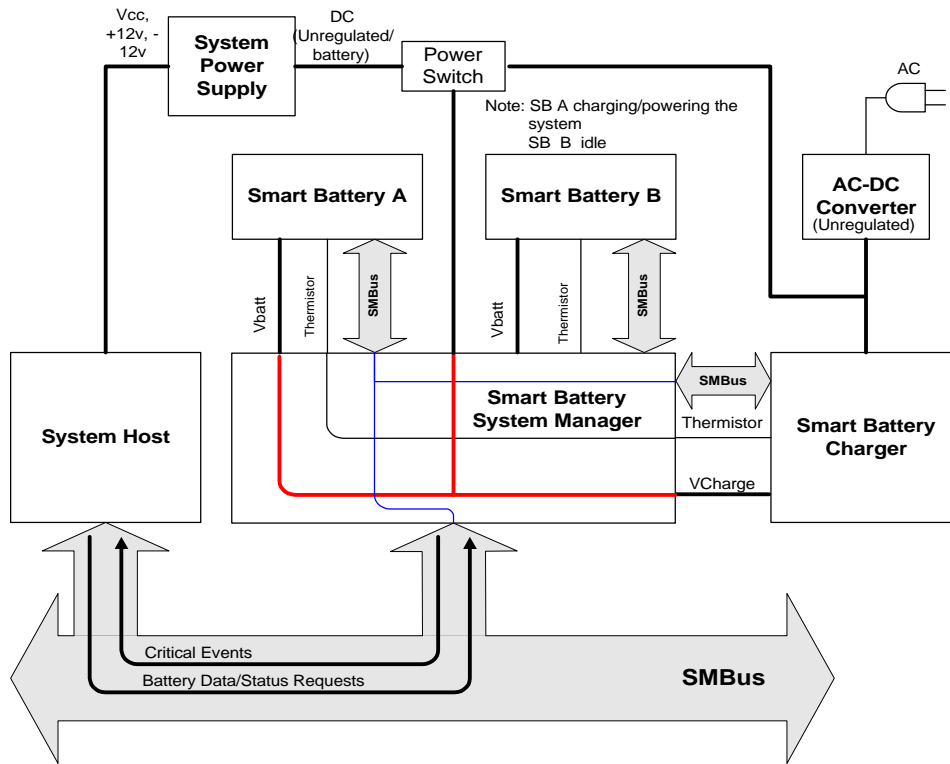 Vcc,
+12v, -
12v
System
Power
Supply
DC
(Unregulated/
battery)
Power
Switch
AC
Note: SB A charging/powering the
system
SB B idle
Smart Battery A
Smart Battery B
AC-DC
Converter
(Unregulated)
Vbatt
Thermistor
SMBus
Vbatt
Thermistor
SMBus
System Host
Smart Battery
System Manager
SMBus
Thermistor
VCharge
Smart Battery
Charger
Critical Events
Battery Data/Status Requests
SMBus